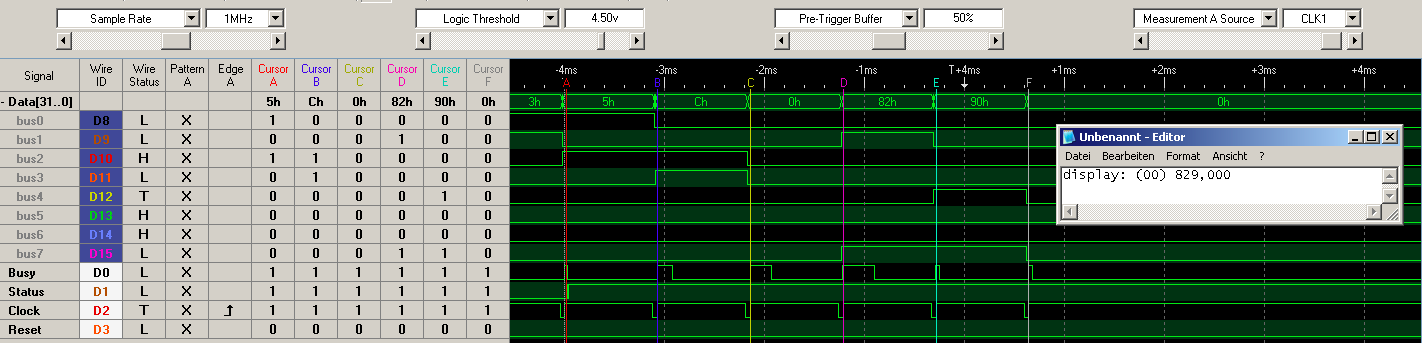 Sample Rate 1MHz Logic Threshold 4.50v Pre-Trigger Buffer 50% Measurement A Source CLK1
Signal Wire ID Wire Status Pattern A Edge A Cursor A Cursor B Cursor C Cursor D Cursor E Cursor F
-4ms -3ms -2ms -1ms T+4ms +1ms +2ms +3ms +4ms
A B C D E F
- Data[31..0] 5h Ch 0h 82h 90h 0h 3h 5h Ch 0h 82h 90h 0h
bus0 D8 L X 1 0 0 0 0 0
bus1 D9 L X 0 0 0 1 0 0
bus2 D10 H X 1 1 0 0 0 0
bus3 D11 L X 0 1 0 0 0 0
bus4 D12 T X 0 0 0 0 1 0
bus5 D13 H X 0 0 0 0 0 0
bus6 D14 H X 0 0 0 0 0 0
bus7 D15 L X 0 0 0 1 1 0
Busy D0 L X 1 1 1 1 1 1
Status D1 L X 1 1 1 1 1 1
Clock D2 T X 1 1 1 1 1 1
Reset D3 L X 0 0 0 0 0 0
Unbenannt - Editor
Datei Bearbeiten Format Ansicht ?
display: (00) 829,000